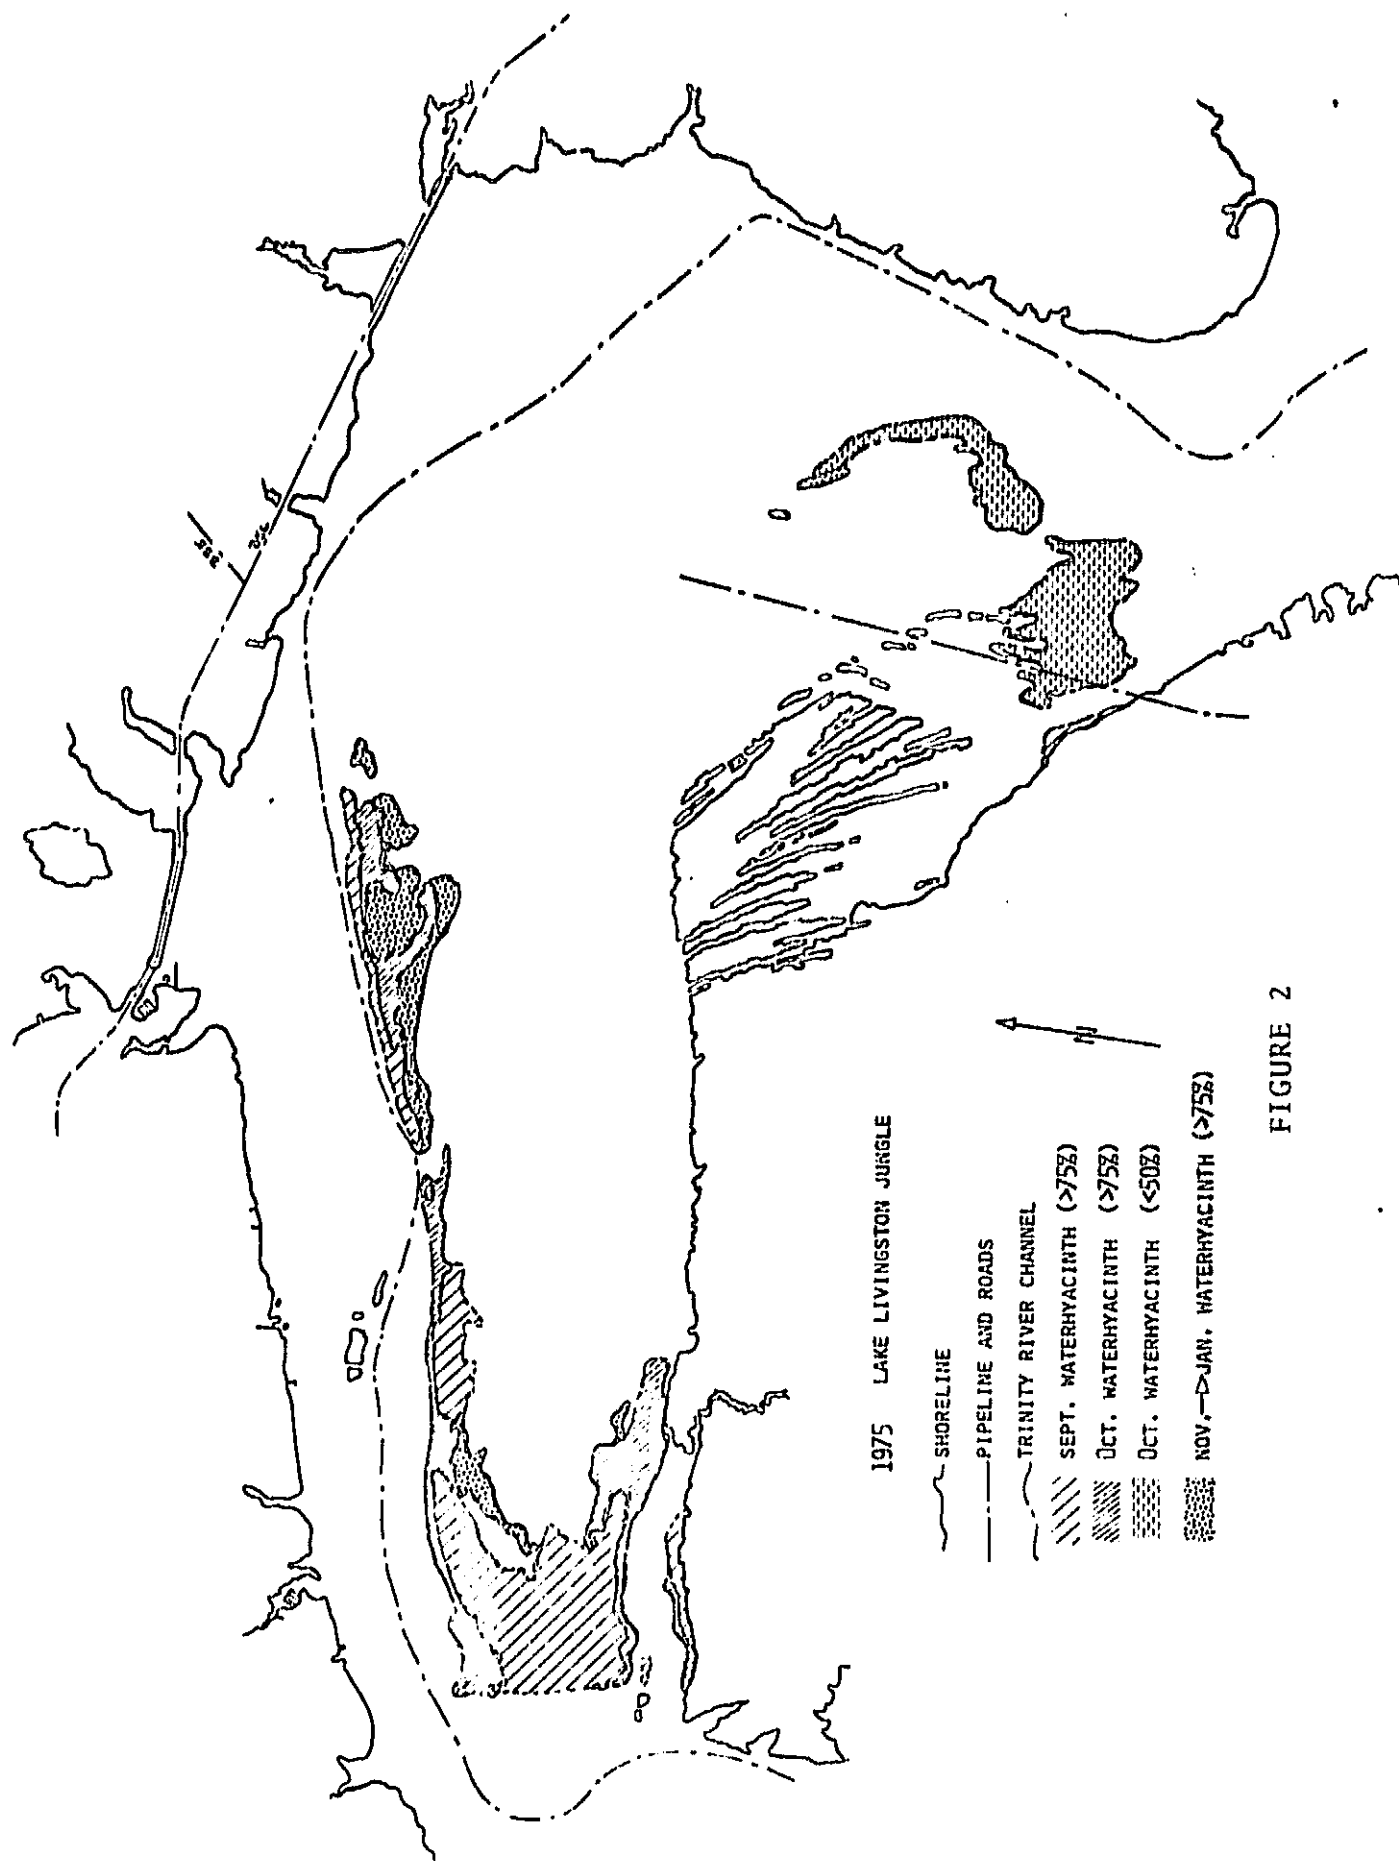 1975 LAKE LIVINGSTON JUNGLE
SHORELINE
PIPELINE AND ROADS
TRINITY RIVER CHANNEL
SEPT. WATERHYACINTH (>75%)
OCT. WATERHYACINTH (>75%)
OCT. WATERHYACINTH (<50%)
NOV.—>JAN. WATERHYACINTH (>75%)
N
FIGURE 2